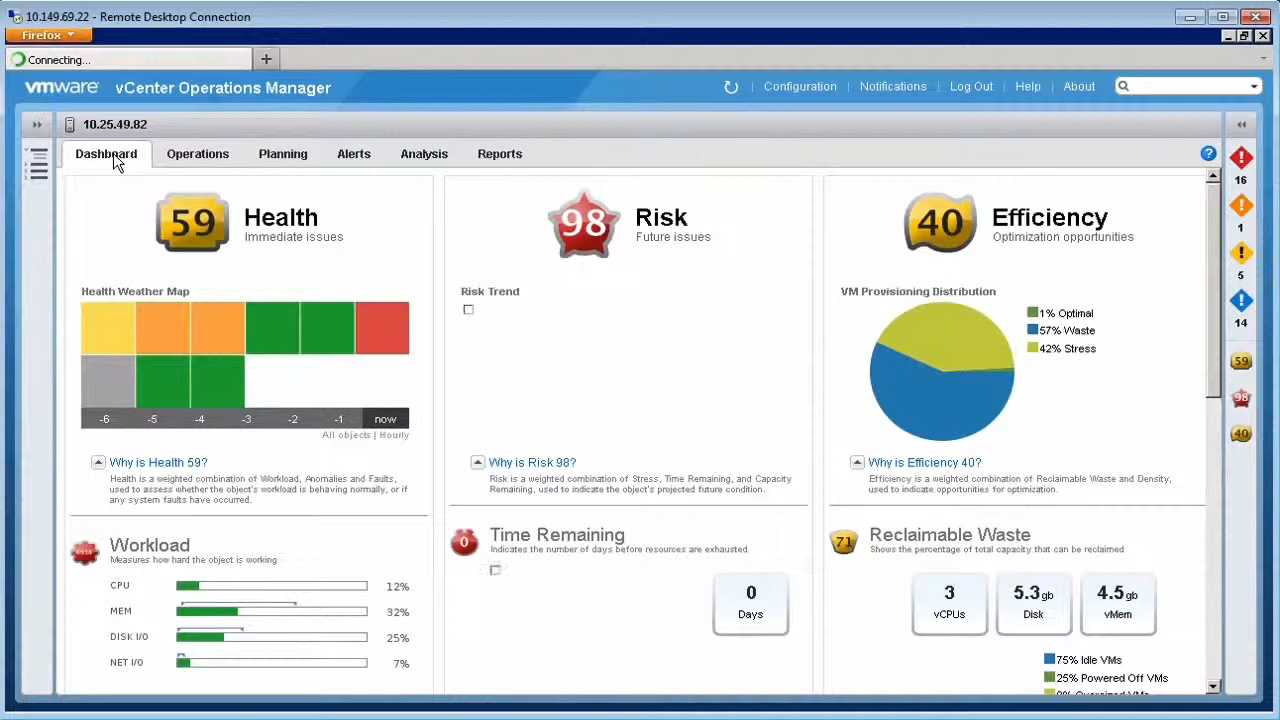 10.149.69.22 - Remote Desktop Connection
Firefox
Connecting...
vmware vCenter Operations Manager
Configuration
Notifications
Log Out
Help
About
10.25.49.82
Dashboard
Operations
Planning
Alerts
Analysis
Reports
59
Health
Immediate issues
Health Weather Map
-6 -5 -4 -3 -2 -1 now
All objects | Hourly
Why is Health 59?
Health is a weighted combination of Workload, Anomalies and Faults,
used to assess whether the object's workload is behaving normally, or if
any system faults have occurred.
Workload
Measures how hard the object is working
CPU 12%
MEM 32%
DISK I/O 25%
NET I/O 7%
98
Risk
Future issues
Risk Trend
Why is Risk 98?
Risk is a weighted combination of Stress, Time Remaining, and Capacity
Remaining, used to indicate the object's projected future condition.
0
Time Remaining
Indicates the number of days before resources are exhausted
0
Days
40
Efficiency
Optimization opportunities
VM Provisioning Distribution
1% Optimal
57% Waste
42% Stress
Why is Efficiency 40?
Efficiency is a weighted combination of Reclaimable Waste and Density,
used to indicate opportunities for optimization.
71
Reclaimable Waste
Shows the percentage of total capacity that can be reclaimed
3
vCPUs
5.3gb
Disk
4.5gb
vMem
75% Idle VMs
25% Powered Off VMs
16
1
5
14
59
98
40